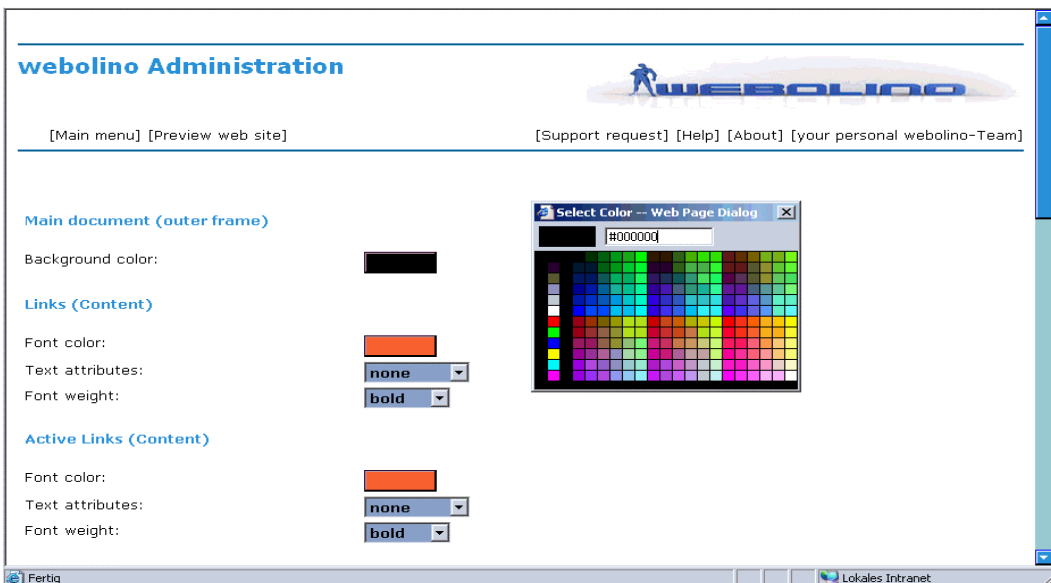 webolino Administration
WEBOLINO
[Main menu] [Preview web site]
[Support request] [Help] [About] [your personal webolino-Team]
Main document (outer frame)
Background color:
Links (Content)
Font color:
Text attributes: none
Font weight: bold
Active Links (Content)
Font color:
Text attributes: none
Font weight: bold
Select Color -- Web Page Dialog
#000000
Fertig
Lokales Intranet